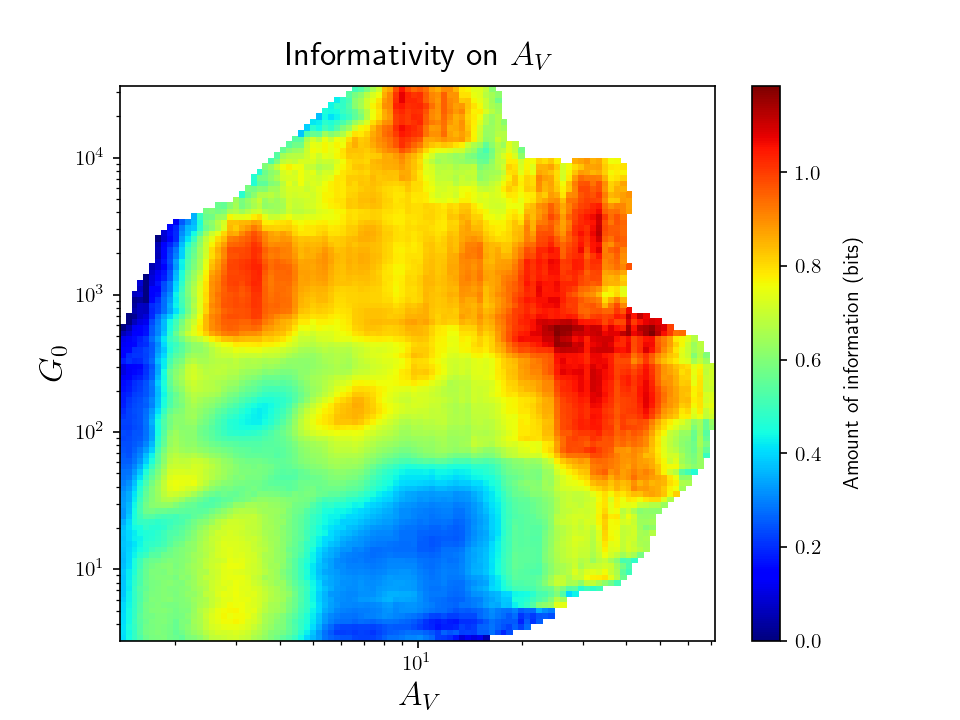 Informativity on $A_V$
$10^4$
$10^3$
$10^2$
$10^1$
$G_0$
$10^1$
$A_V$
1.0
0.8
0.6
0.4
0.2
0.0
Amount of information (bits)